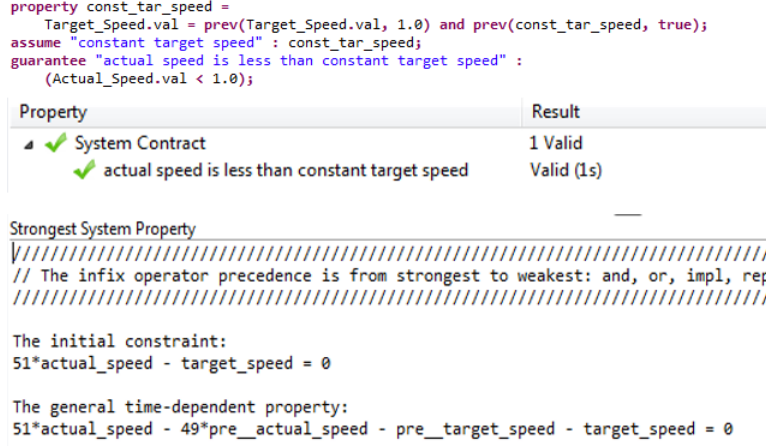 property const_tar_speed =
Target_Speed.val = prev(Target_Speed.val, 1.0) and prev(const_tar_speed, true);
assume "constant target speed" : const_tar_speed;
guarantee "actual speed is less than constant target speed" :
(Actual_Speed.val < 1.0);
Property Result
System Contract 1 Valid
actual speed is less than constant target speed Valid (1s)
Strongest System Property
////////////////////////////////////////////////////////////////////////////////////
// The infix operator precedence is from strongest to weakest: and, or, impl, rep
////////////////////////////////////////////////////////////////////////////////////
The initial constraint:
51*actual_speed - target_speed = 0
The general time-dependent property:
51*actual_speed - 49*pre__actual_speed - pre__target_speed - target_speed = 0